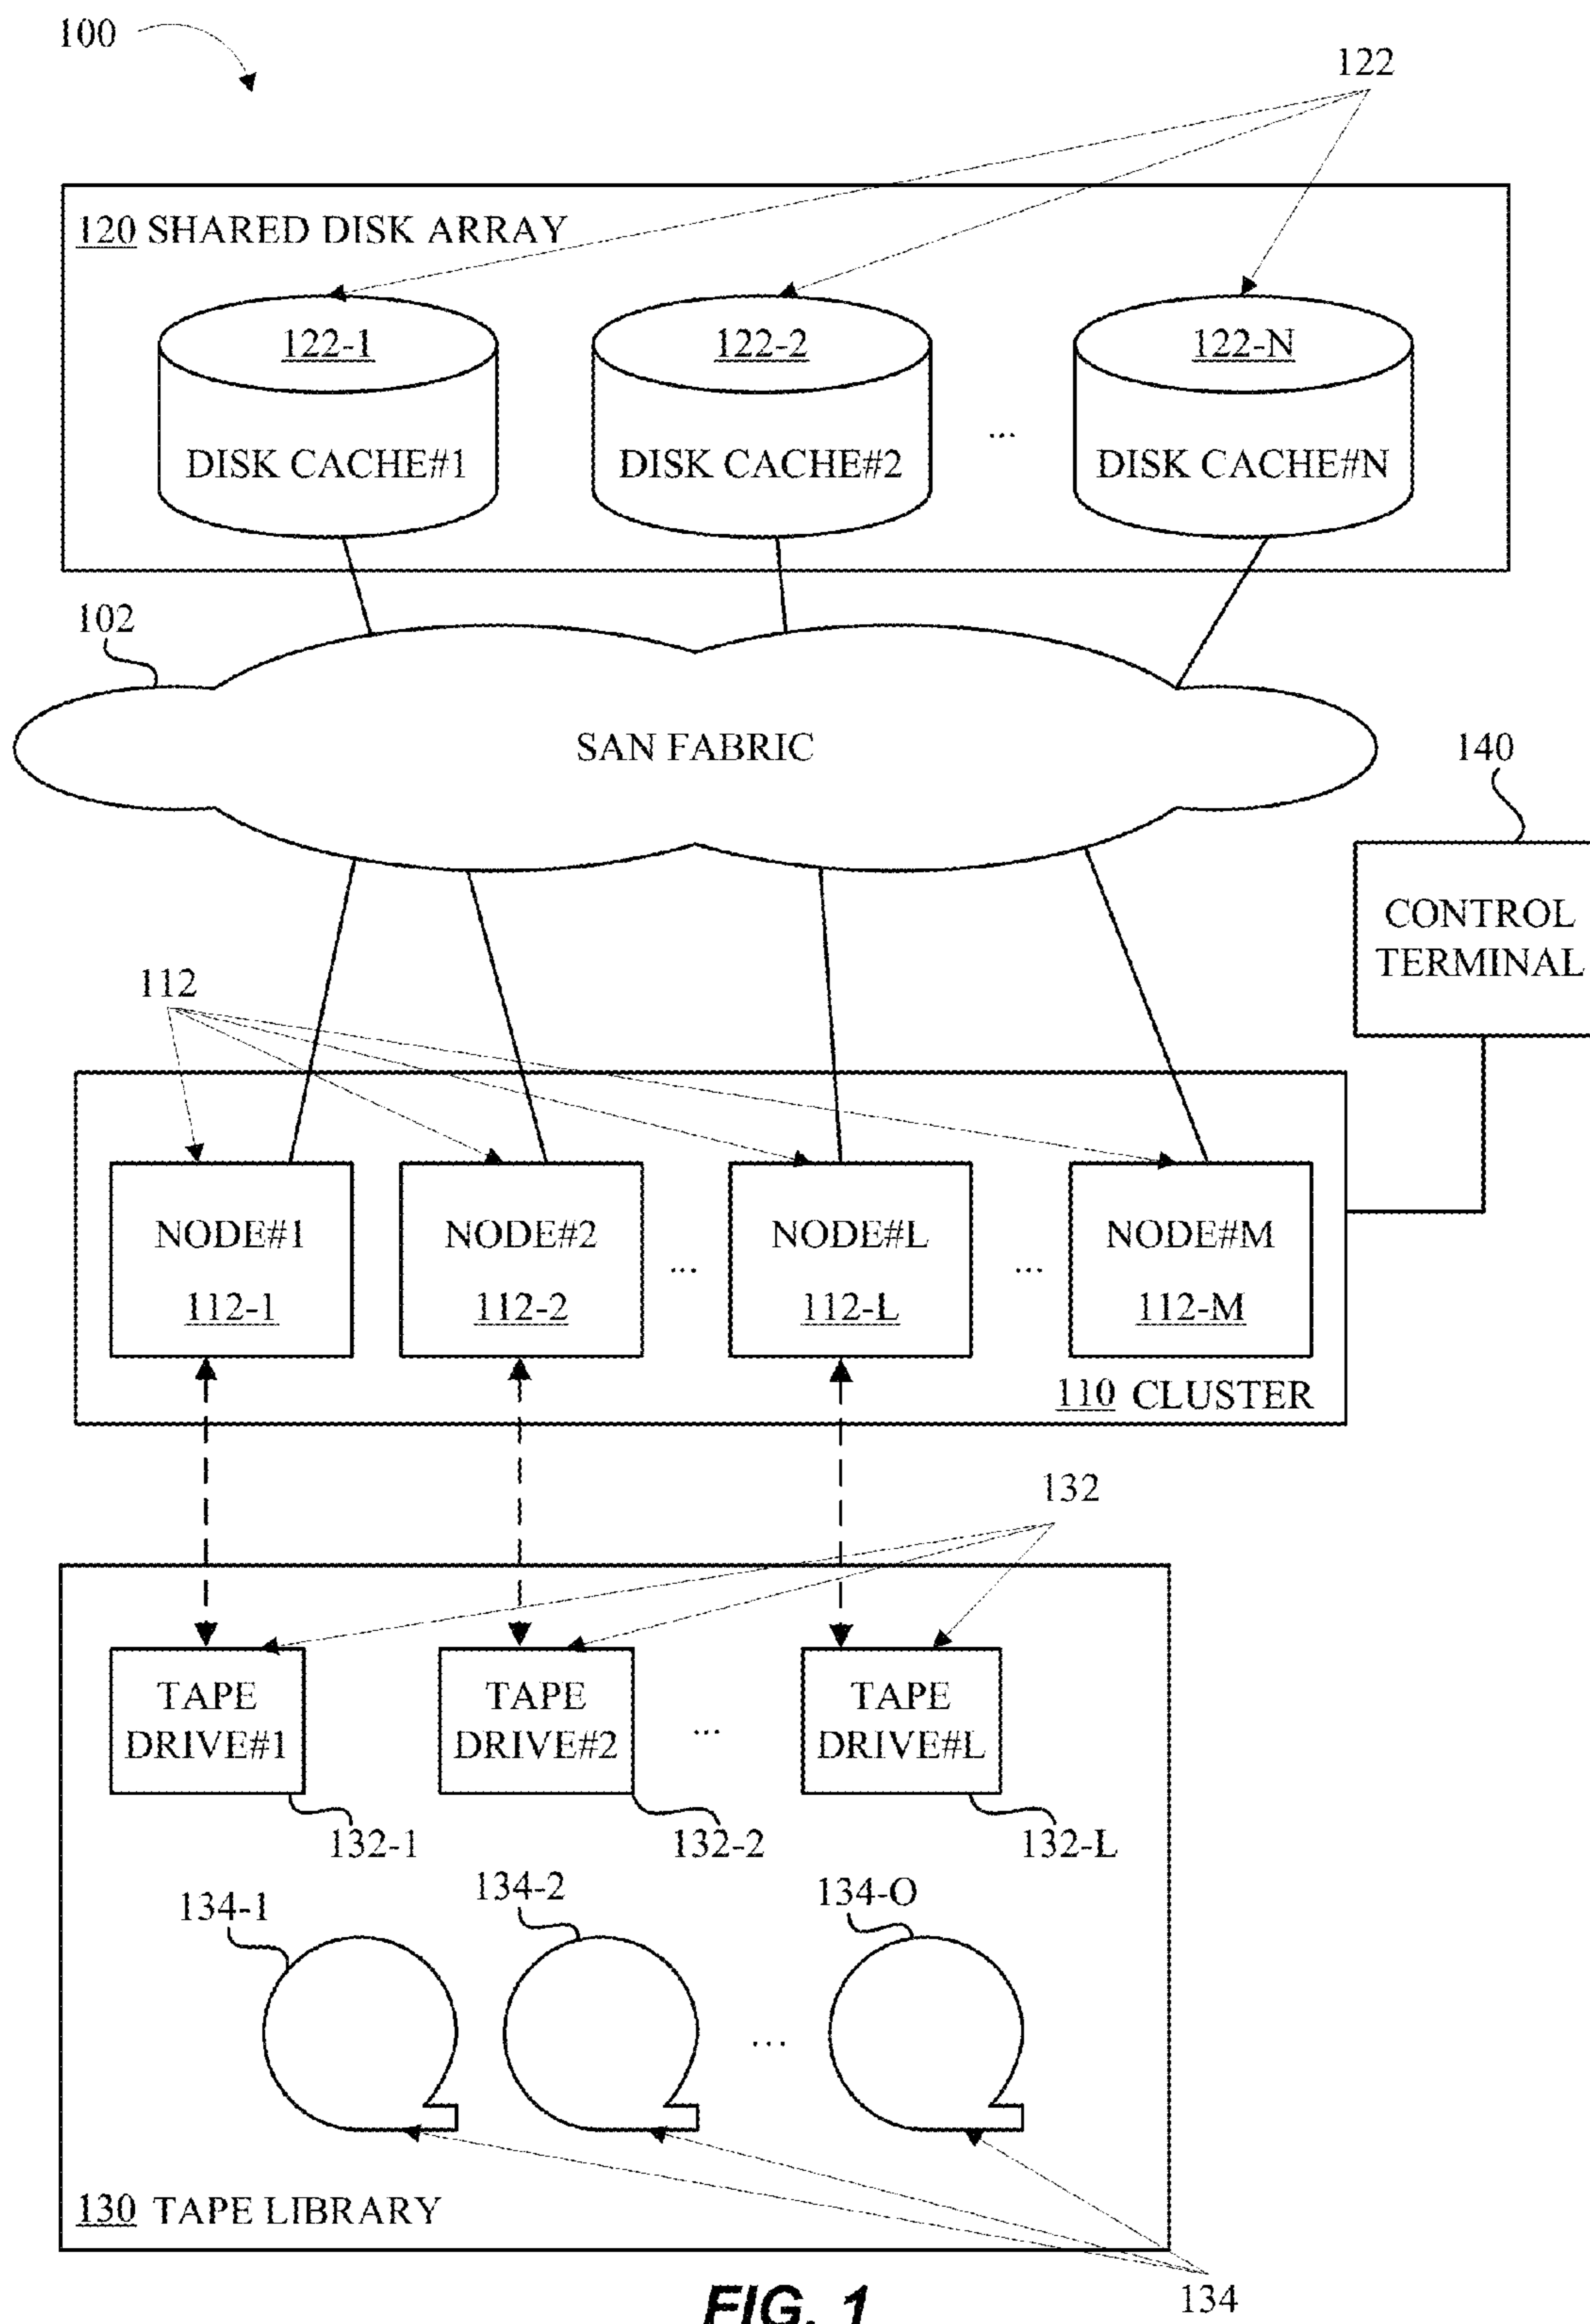 100
122
120 SHARED DISK ARRAY
122-1
122-2
122-N
DISK CACHE#1
DISK CACHE#2
...
DISK CACHE#N
102
SAN FABRIC
140
CONTROL
TERMINAL
112
NODE#1
NODE#2
NODE#L
NODE#M
...
...
112-1
112-2
112-L
112-M
110 CLUSTER
132
TAPE
DRIVE#1
TAPE
DRIVE#2
...
TAPE
DRIVE#L
132-1
132-2
132-L
134-1
134-2
134-O
...
130 TAPE LIBRARY
134
FIG. 1